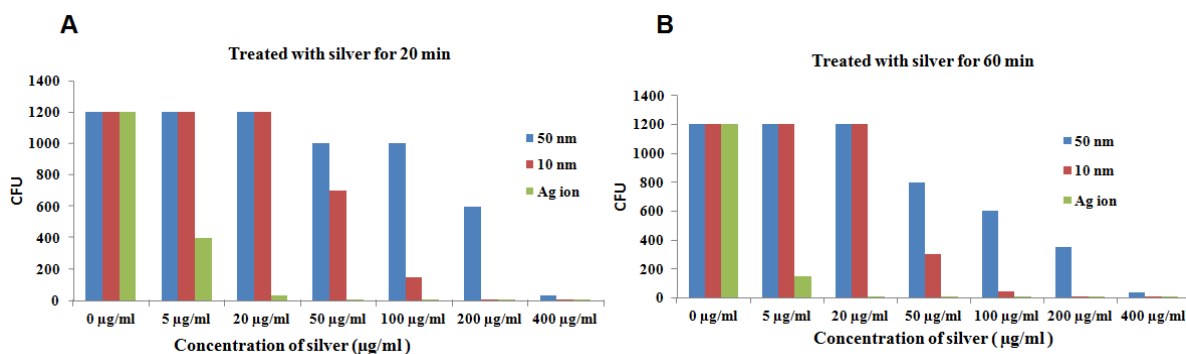 A
Treated with silver for 20 min
1400
1200
1000
800
600
400
200
0
CFU
50 nm
10 nm
Ag ion
0 µg/ml 5 µg/ml 20 µg/ml 50 µg/ml 100 µg/ml 200 µg/ml 400 µg/ml
Concentration of silver (µg/ml )
B
Treated with silver for 60 min
1400
1200
1000
800
600
400
200
0
CFU
50 nm
10 nm
Ag ion
0 µg/ml 5 µg/ml 20 µg/ml 50 µg/ml 100 µg/ml 200 µg/ml 400 µg/ml
Concentration of silver ( µg/ml )